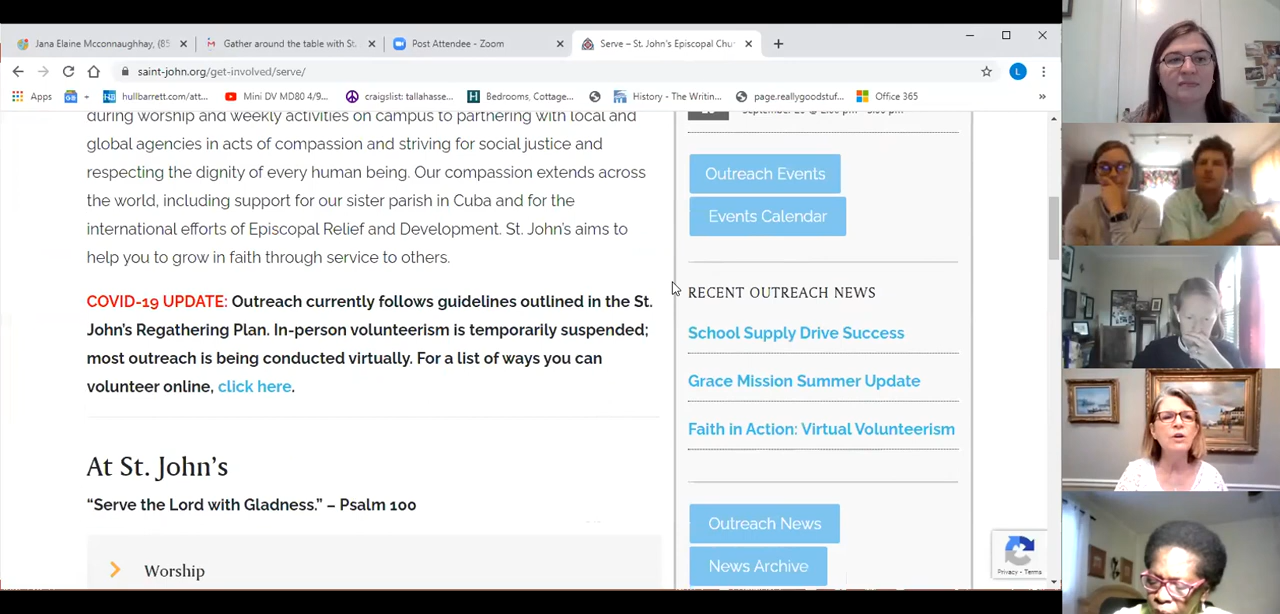 Jana Elaine Mcconnaughhay, (85
Gather around the table with St.
Post Attendee - Zoom
Serve – St. John's Episcopal Chu
saint-john.org/get-involved/serve/
L
Apps
hullbarrett.com/att...
Mini DV MD80 4/9...
craigslist: tallahasse...
Bedrooms, Cottage...
History - The Writin...
page.reallygoodstuf...
Office 365
»
during worship and weekly activities on campus to partnering with local and
global agencies in acts of compassion and striving for social justice and
respecting the dignity of every human being. Our compassion extends across
the world, including support for our sister parish in Cuba and for the
international efforts of Episcopal Relief and Development. St. John's aims to
help you to grow in faith through service to others.
COVID-19 UPDATE: Outreach currently follows guidelines outlined in the St.
John's Regathering Plan. In-person volunteerism is temporarily suspended;
most outreach is being conducted virtually. For a list of ways you can
volunteer online, click here.
At St. John's
“Serve the Lord with Gladness.” – Psalm 100
Worship
Outreach Events
Events Calendar
RECENT OUTREACH NEWS
School Supply Drive Success
Grace Mission Summer Update
Faith in Action: Virtual Volunteerism
Outreach News
News Archive
Privacy - Terms